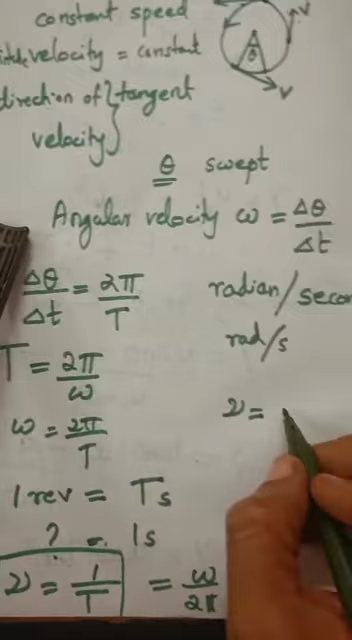 constant speed
velocity = constant
direction of } tangent
velocity
v
θ
v
θ swept
Angular velocity ω = Δθ/Δt
Δθ/Δt = 2π/T
radian/secon
rad/s
T = 2π/ω
ω = 2π/T
ν =
1 rev = Ts
? = 1s
ν = 1/T = ω/2π